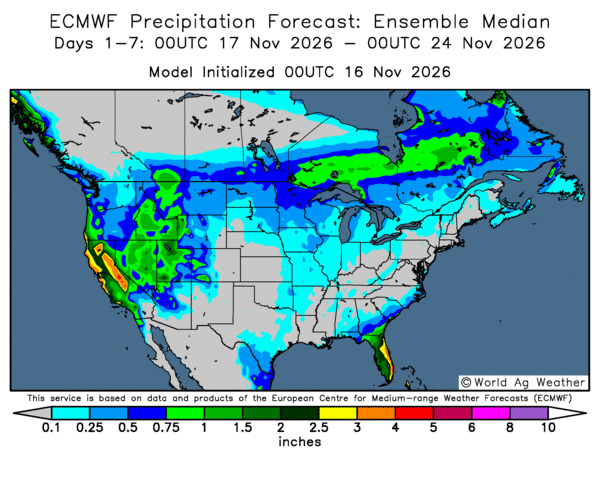 ECMWF Precipitation Forecast: Ensemble Median
Days 1-7: 00UTC 17 Nov 2026 - 00UTC 24 Nov 2026
Model Initialized 00UTC 16 Nov 2026
©World Ag Weather
This service is based on data and products of the European Centre for Medium-range Weather Forecasts (ECMWF)
0.1 0.25 0.5 0.75 1 1.5 2 2.5 3 4 5 6 8 10
inches